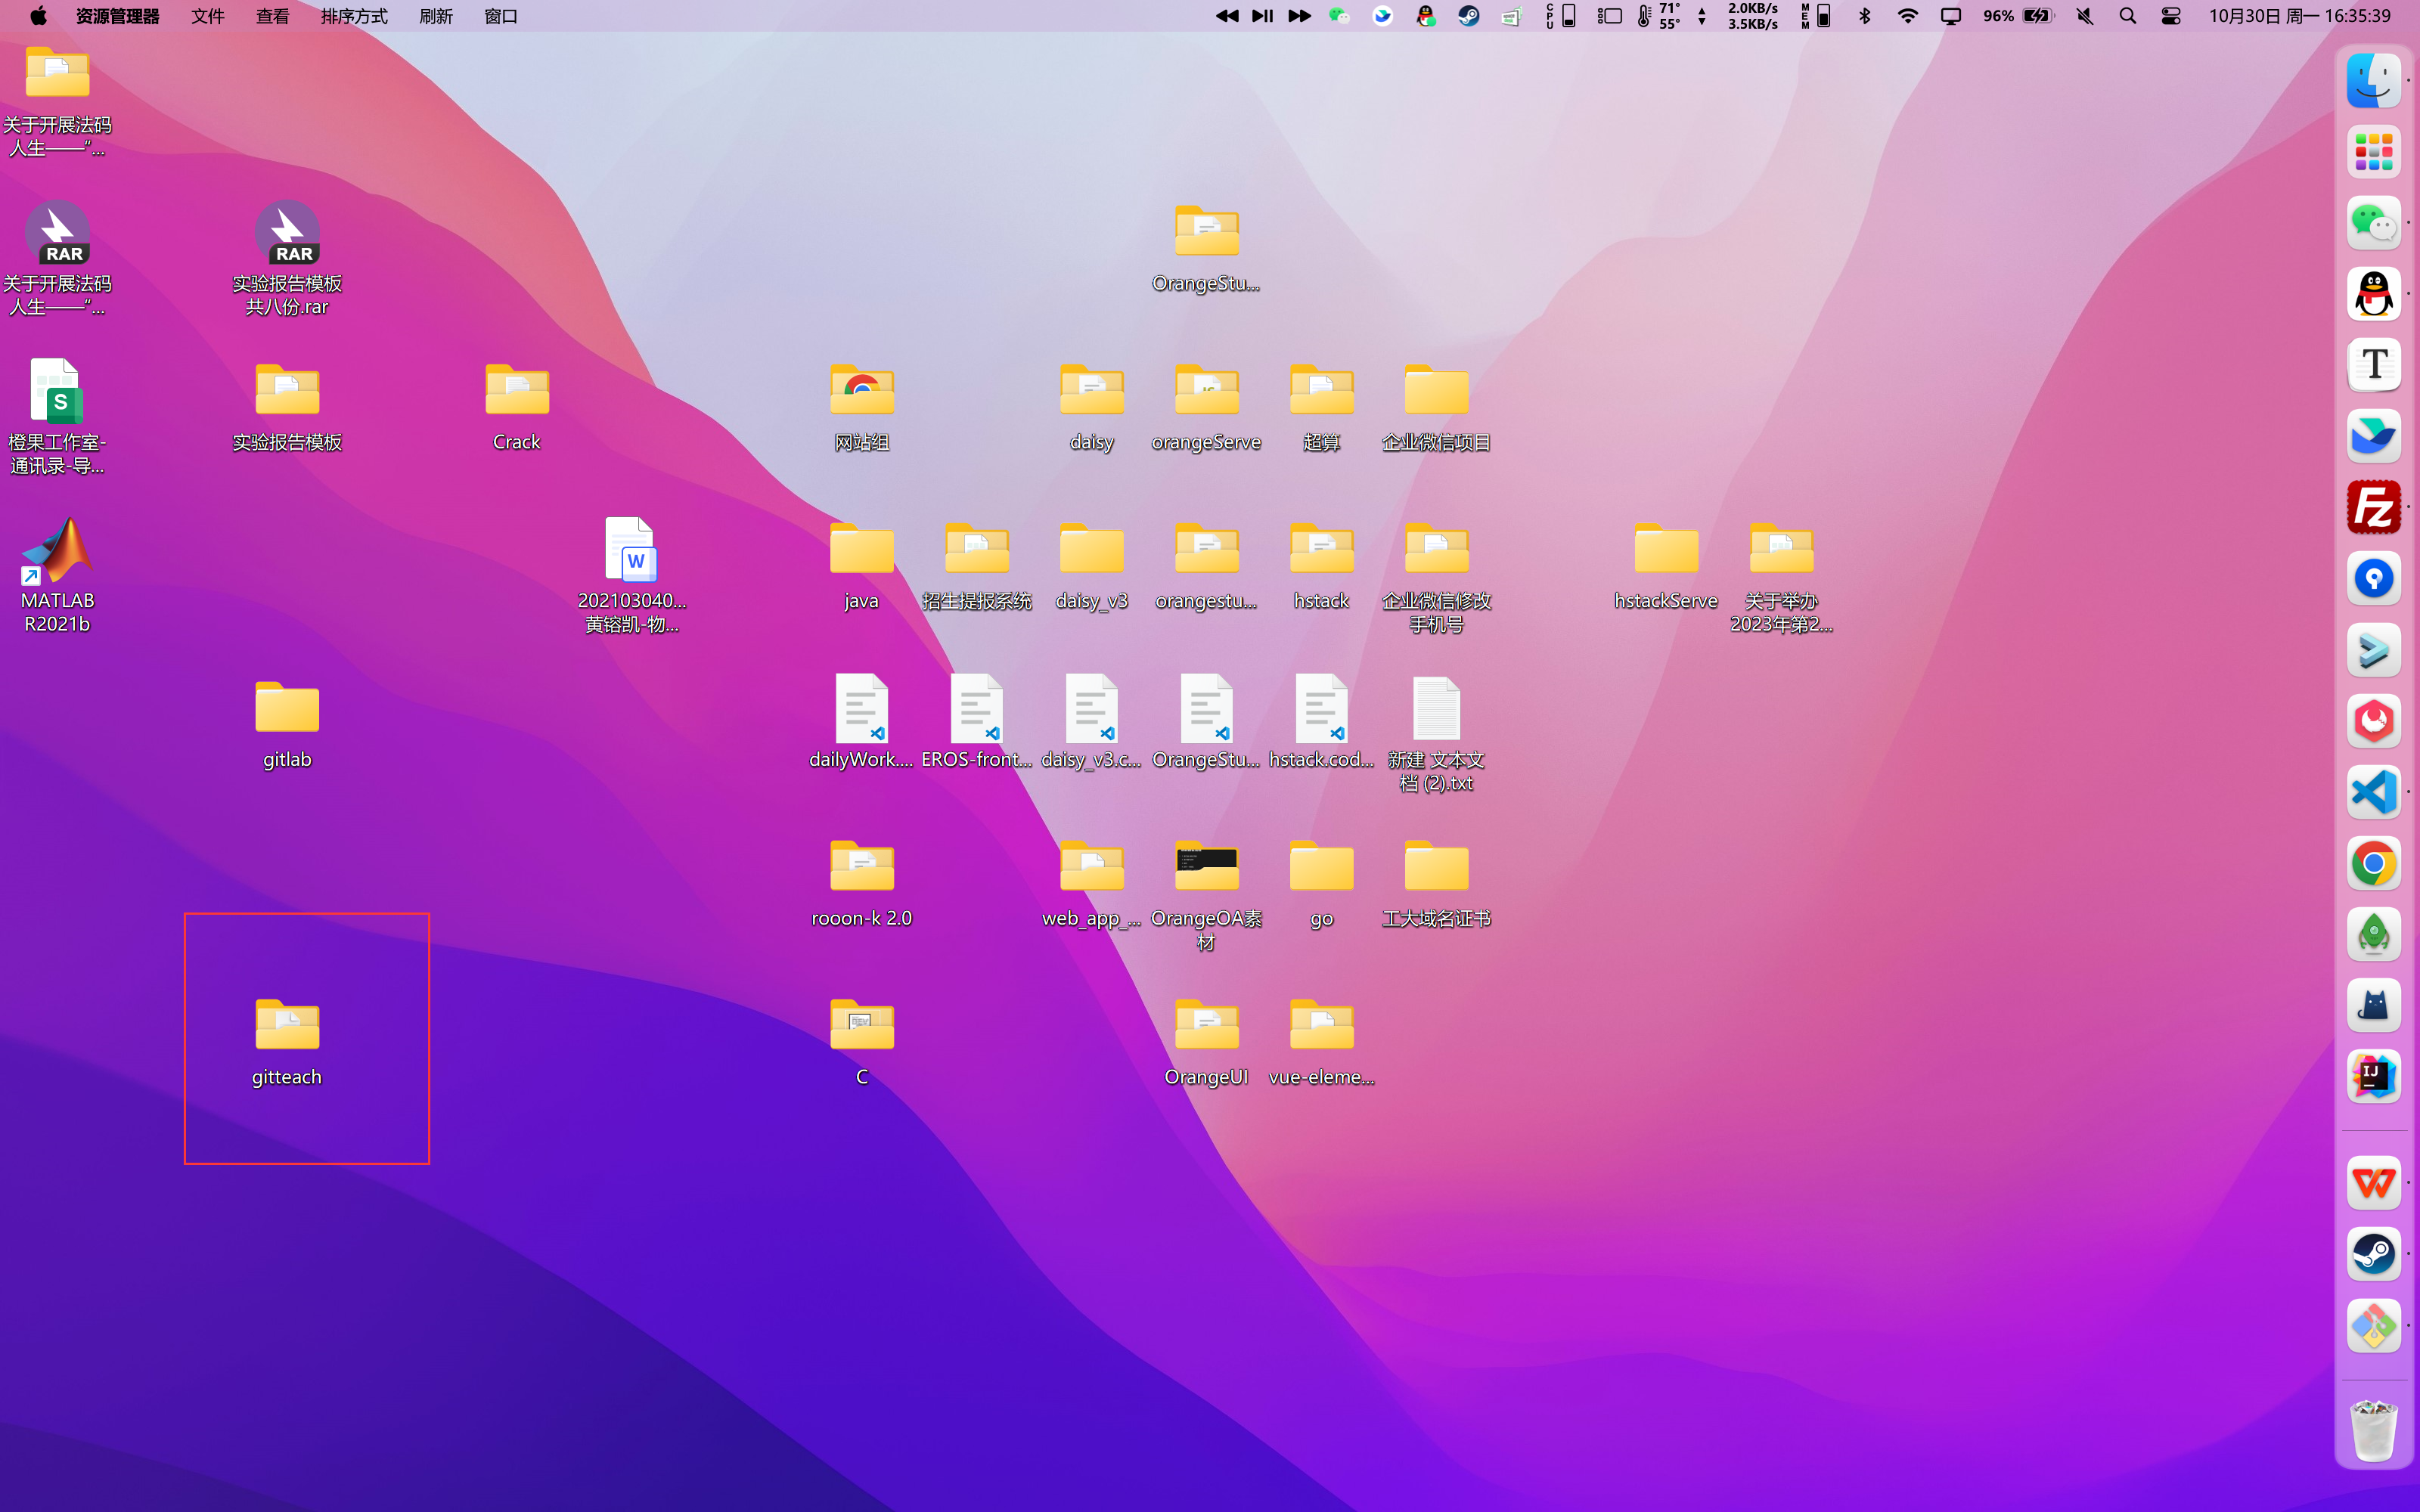 资源管理器 文件 查看 排序方式 刷新 窗口
CPU 71° 55° 2.0KB/s 3.5KB/s MEM 96% 10月30日 周一 16:35:39
关于开展法码
人生——“...
关于开展法码
人生——“...
RAR
实验报告模板
共八份.rar
RAR
OrangeStu...
橙果工作室-
通讯录-导...
S
实验报告模板
Crack
网站组
daisy
orangeServe
超算
企业微信项目
MATLAB
R2021b
202103040...
黄镕凯-物...
W
java
招生提报系统
daisy_v3
orangestu...
hstack
企业微信修改
手机号
hstackServe
关于举办
2023年第2...
gitlab
dailyWork....
EROS-front...
daisy_v3.c...
OrangeStu...
hstack.cod...
新建 文本文
档 (2).txt
rooon-k 2.0
web_app_...
OrangeOA素
材
go
工大域名证书
gitteach
DEV
C
OrangeUI
vue-eleme...
T
Fz
IJ